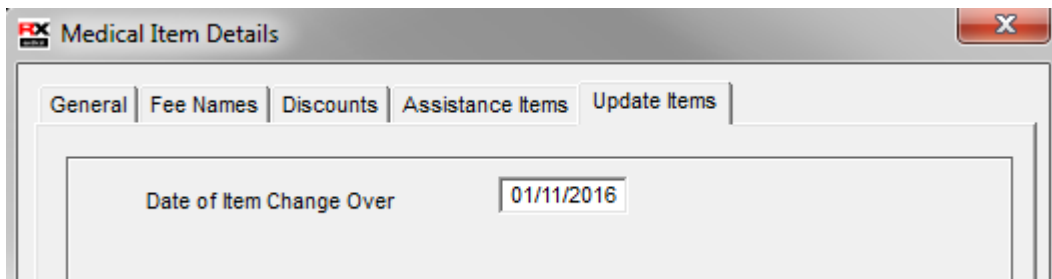 RX Medical Item Details
General Fee Names Discounts Assistance Items Update Items
Date of Item Change Over 01/11/2016